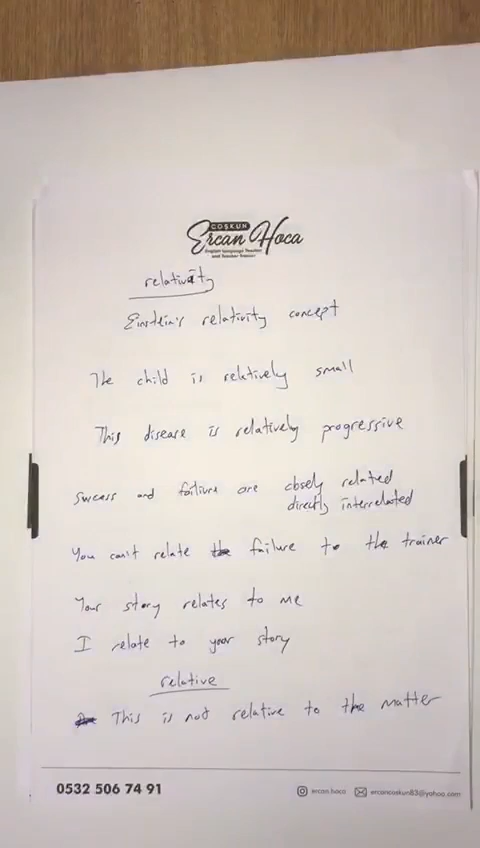 COŞKUN
Ercan Hoca
English Language Teacher
and Teacher Trainer
relativity
Einstein's relativity concept
The child is relatively small
This disease is relatively progressive
success and failure are closely related
directly interrelated
You can't relate failure to the trainer
Your story relates to me
I relate to your story
relative
This is not relative to the matter
0532 506 74 91 ercan.hoca ercancoskun83@yahoo.com